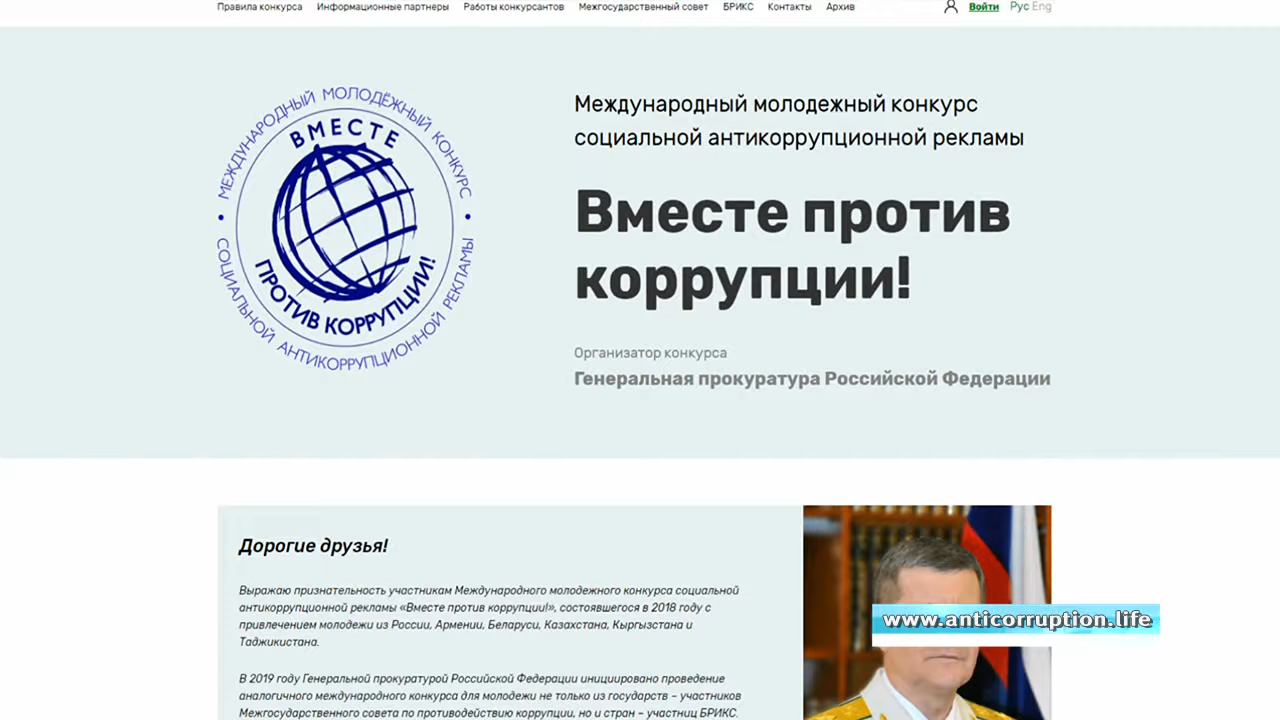 Правила конкурса Информационные партнеры Работы конкурсантов Межгосударственный совет БРИКС Контакты Архив Войти Рус Eng
МЕЖДУНАРОДНЫЙ МОЛОДЁЖНЫЙ КОНКУРС
СОЦИАЛЬНОЙ АНТИКОРРУПЦИОННОЙ РЕКЛАМЫ
ВМЕСТЕ
ПРОТИВ КОРРУПЦИИ!
Международный молодежный конкурс
социальной антикоррупционной рекламы
Вместе против
коррупции!
Организатор конкурса
Генеральная прокуратура Российской Федерации
Дорогие друзья!
Выражаю признательность участникам Международного молодежного конкурса социальной
антикоррупционной рекламы «Вместе против коррупции!», состоявшегося в 2018 году с
привлечением молодежи из России, Армении, Беларуси, Казахстана, Кыргызстана и
Таджикистана.
В 2019 году Генеральной прокуратурой Российской Федерации инициировано проведение
аналогичного международного конкурса для молодежи не только из государств – участников
Межгосударственного совета по противодействию коррупции, но и стран – участниц БРИКС.
www.anticorruption.life